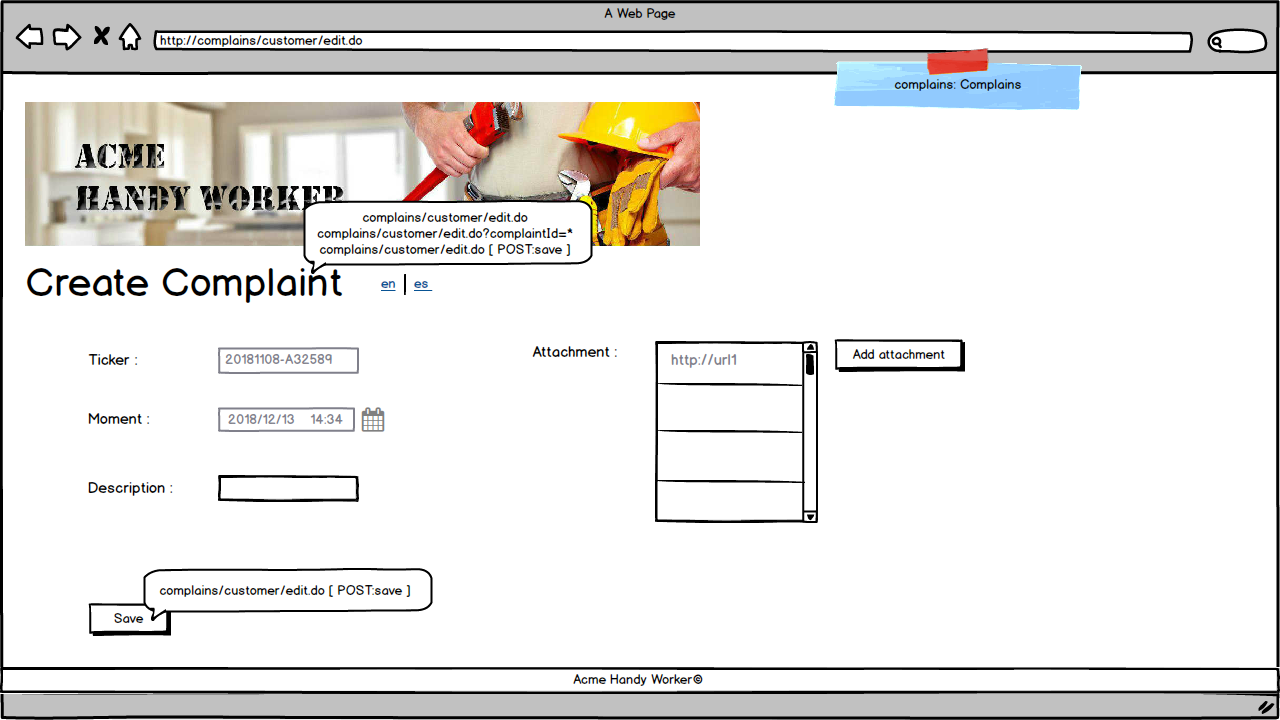 A Web Page
http://complains/customer/edit.do
complains: Complains
ACME
HANDY WORKER
complains/customer/edit.do
complains/customer/edit.do?complaintId=*
complains/customer/edit.do [ POST:save ]
Create Complaint
en | es
Ticker :
20181108-A32589
Attachment :
http://url1
Add attachment
Moment :
2018/12/13 14:34
Description :
complains/customer/edit.do [ POST:save ]
Save
Acme Handy Worker©